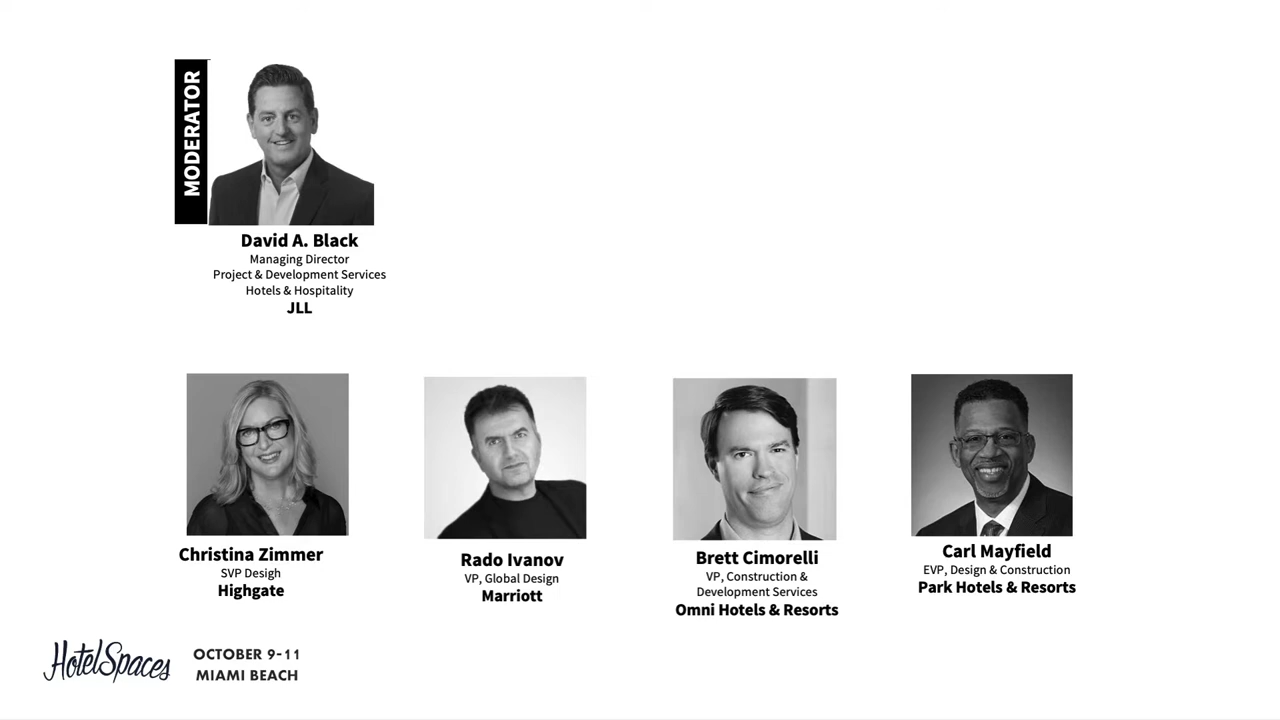 MODERATOR
David A. Black
Managing Director
Project & Development Services
Hotels & Hospitality
JLL
Christina Zimmer
SVP Desigh
Highgate
Rado Ivanov
VP, Global Design
Marriott
Brett Cimorelli
VP, Construction &
Development Services
Omni Hotels & Resorts
Carl Mayfield
EVP, Design & Construction
Park Hotels & Resorts
HotelSpaces
OCTOBER 9-11
MIAMI BEACH